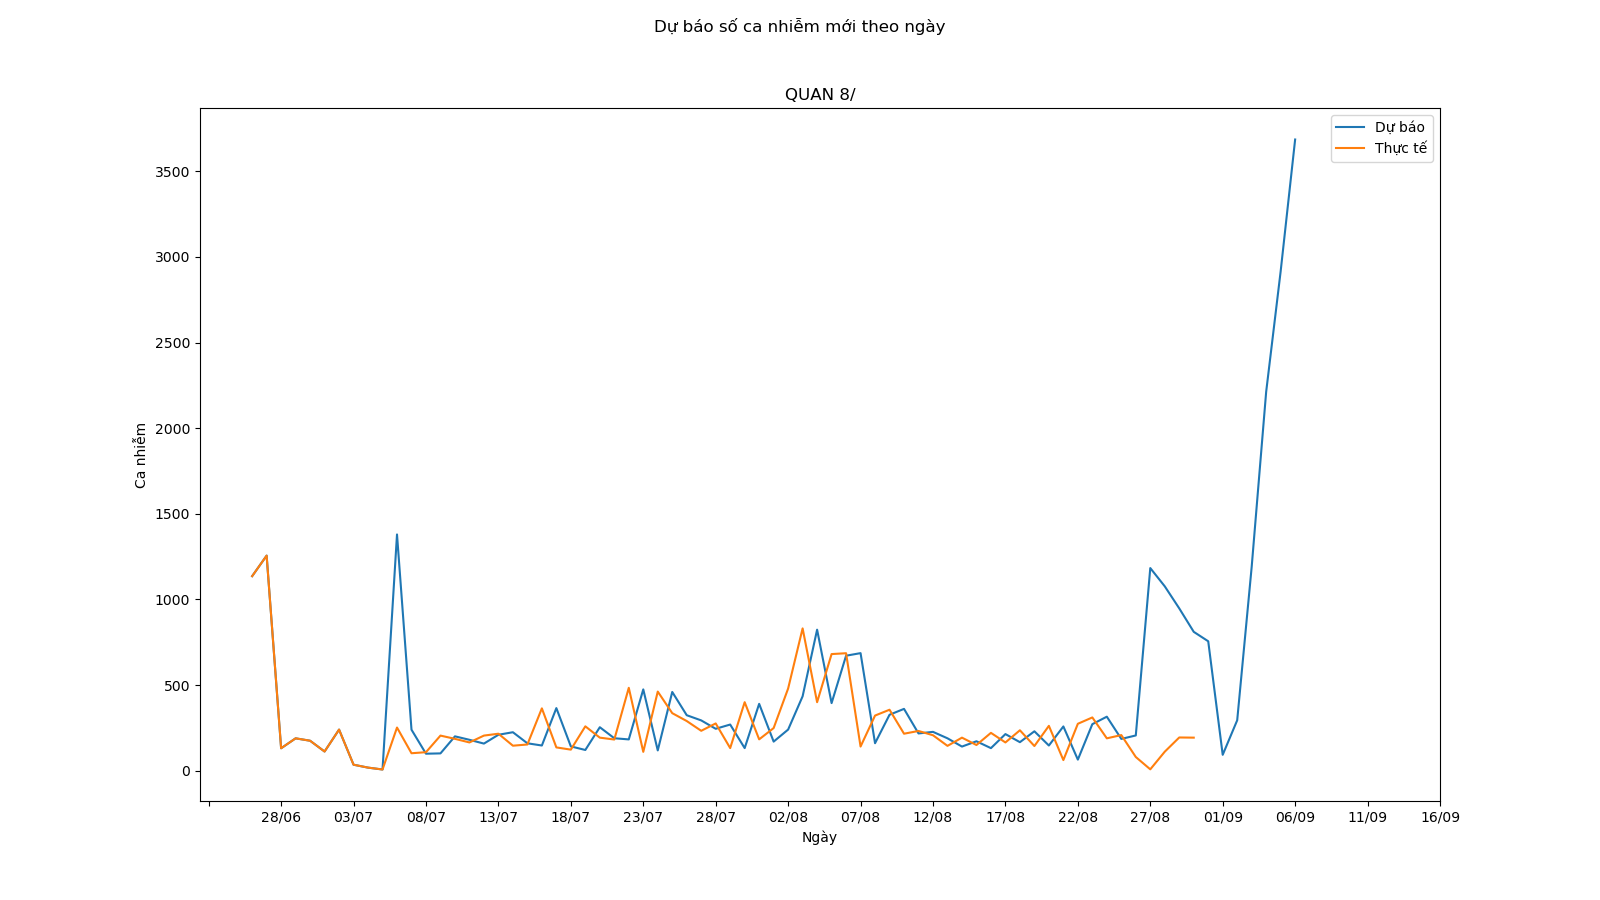 Dự báo số ca nhiễm mới theo ngày
QUAN 8/
Dự báo
Thực tế
3500
3000
2500
2000
1500
1000
500
0
Ca nhiễm
28/06 03/07 08/07 13/07 18/07 23/07 28/07 02/08 07/08 12/08 17/08 22/08 27/08 01/09 06/09 11/09 16/09
Ngày